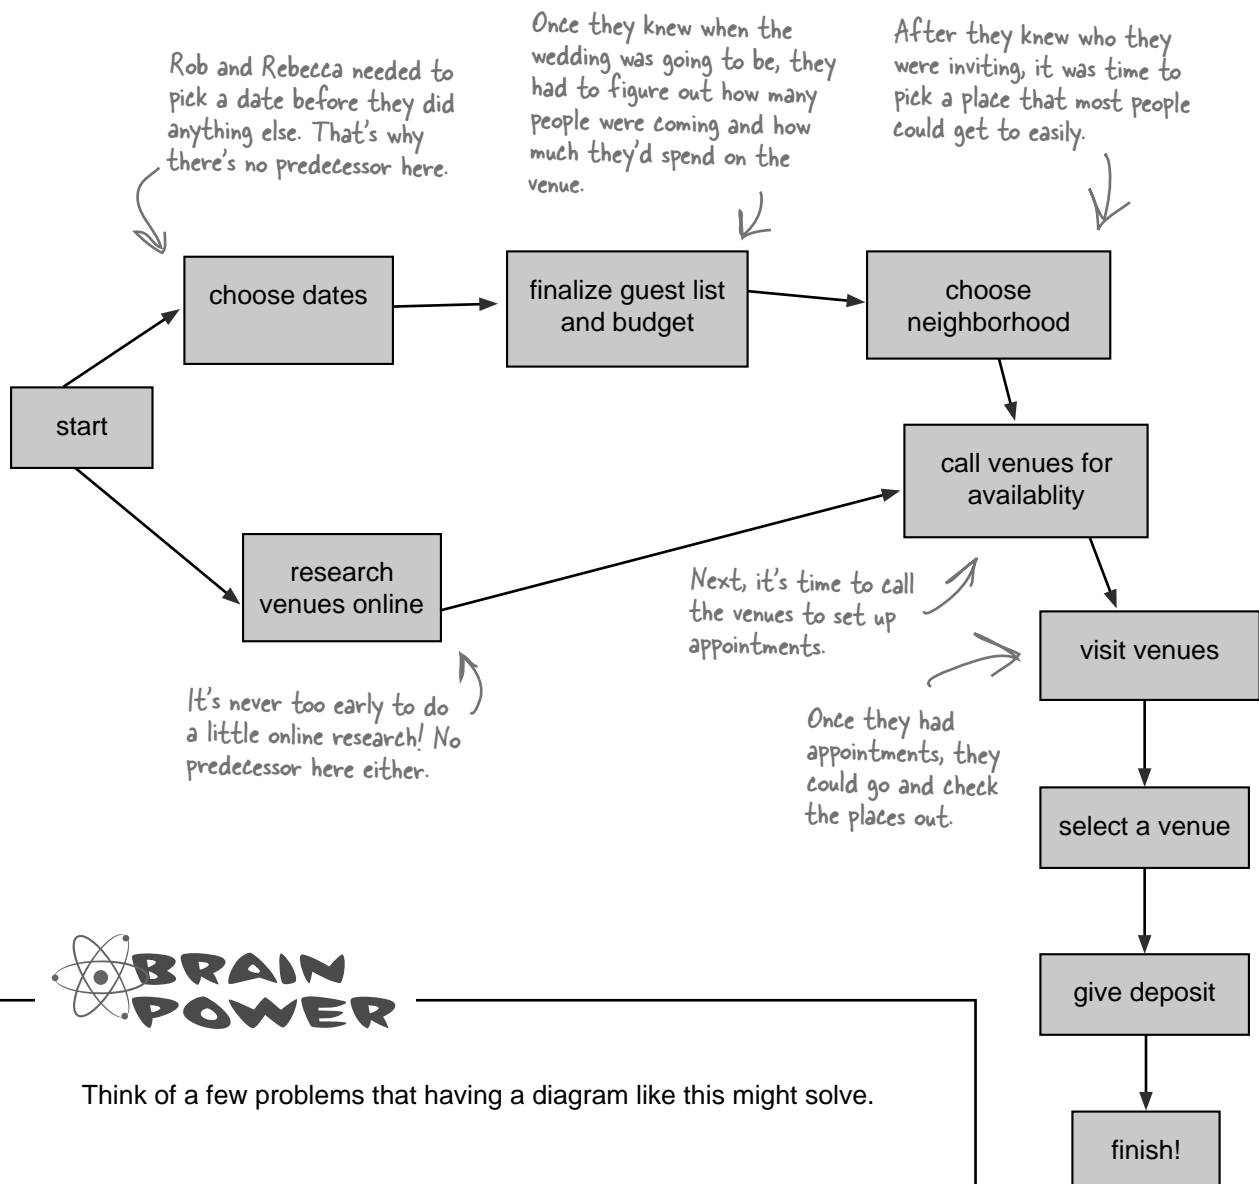 Rob and Rebecca needed to
pick a date before they did
anything else. That's why
there's no predecessor here.
Once they knew when the
wedding was going to be, they
had to figure out how many
people were coming and how
much they'd spend on the
venue.
After they knew who they
were inviting, it was time to
pick a place that most people
could get to easily.
choose dates
finalize guest list
and budget
choose
neighborhood
start
call venues for
availablity
research
venues online
Next, it's time to call
the venues to set up
appointments.
visit venues
It's never too early to do
a little online research! No
predecessor here either.
Once they had
appointments, they
could go and check
the places out.
select a venue
give deposit
finish!
BRAIN
POWER
Think of a few problems that having a diagram like this might solve.